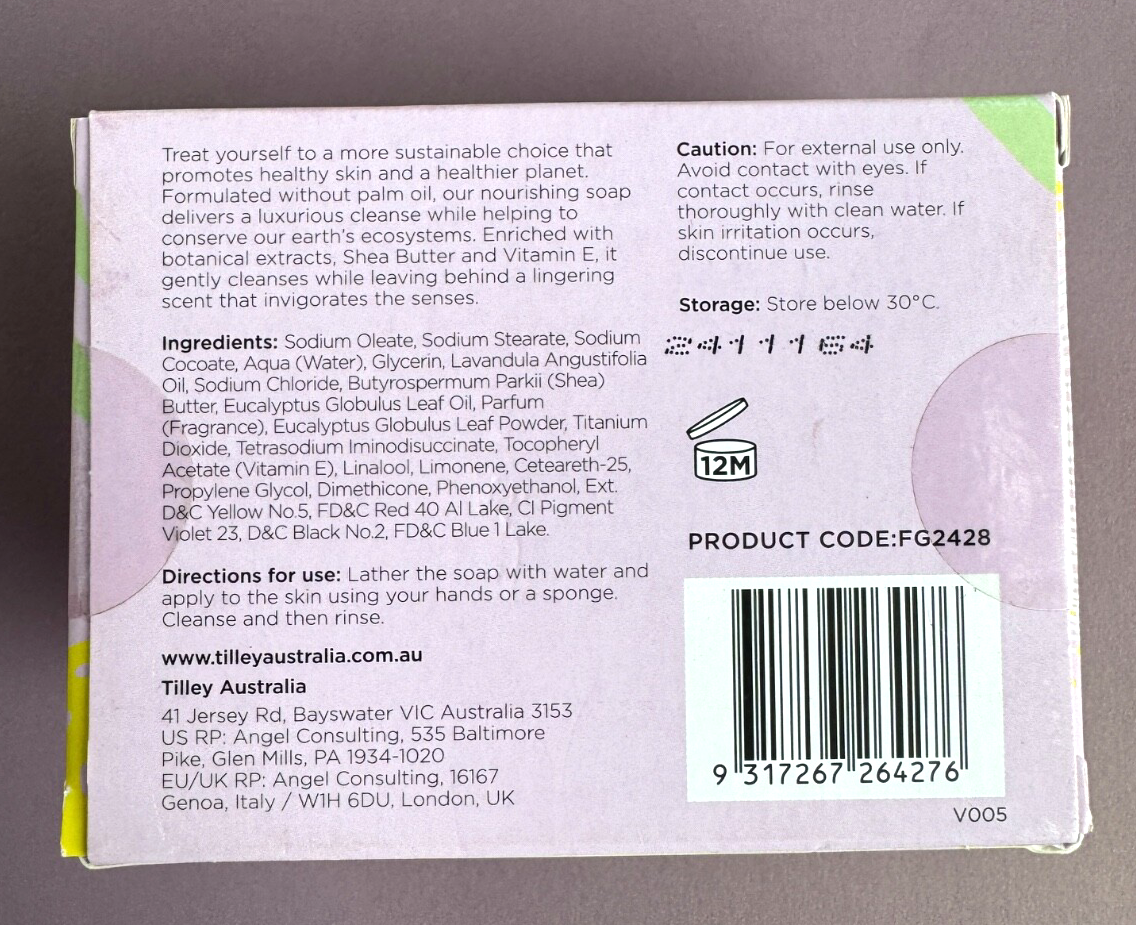 Treat yourself to a more sustainable choice that
promotes healthy skin and a healthier planet.
Formulated without palm oil, our nourishing soap
delivers a luxurious cleanse while helping to
conserve our earth's ecosystems. Enriched with
botanical extracts, Shea Butter and Vitamin E, it
gently cleanses while leaving behind a lingering
scent that invigorates the senses.
Ingredients: Sodium Oleate, Sodium Stearate, Sodium
Cocoate, Aqua (Water), Glycerin, Lavandula Angustifolia
Oil, Sodium Chloride, Butyrospermum Parkii (Shea)
Butter, Eucalyptus Globulus Leaf Oil, Parfum
(Fragrance), Eucalyptus Globulus Leaf Powder, Titanium
Dioxide, Tetrasodium Iminodisuccinate, Tocopheryl
Acetate (Vitamin E), Linalool, Limonene, Ceteareth-25,
Propylene Glycol, Dimethicone, Phenoxyethanol, Ext.
D&C Yellow No.5, FD&C Red 40 Al Lake, CI Pigment
Violet 23, D&C Black No.2, FD&C Blue 1 Lake.
Directions for use: Lather the soap with water and
apply to the skin using your hands or a sponge.
Cleanse and then rinse.
www.tilleyaustralia.com.au
Tilley Australia
41 Jersey Rd, Bayswater VIC Australia 3153
US RP: Angel Consulting, 535 Baltimore
Pike, Glen Mills, PA 1934-1020
EU/UK RP: Angel Consulting, 16167
Genoa, Italy / W1H 6DU, London, UK
Caution: For external use only.
Avoid contact with eyes. If
contact occurs, rinse
thoroughly with clean water. If
skin irritation occurs,
discontinue use.
Storage: Store below 30°C.
12M
PRODUCT CODE:FG2428
9 317267 264276
V005